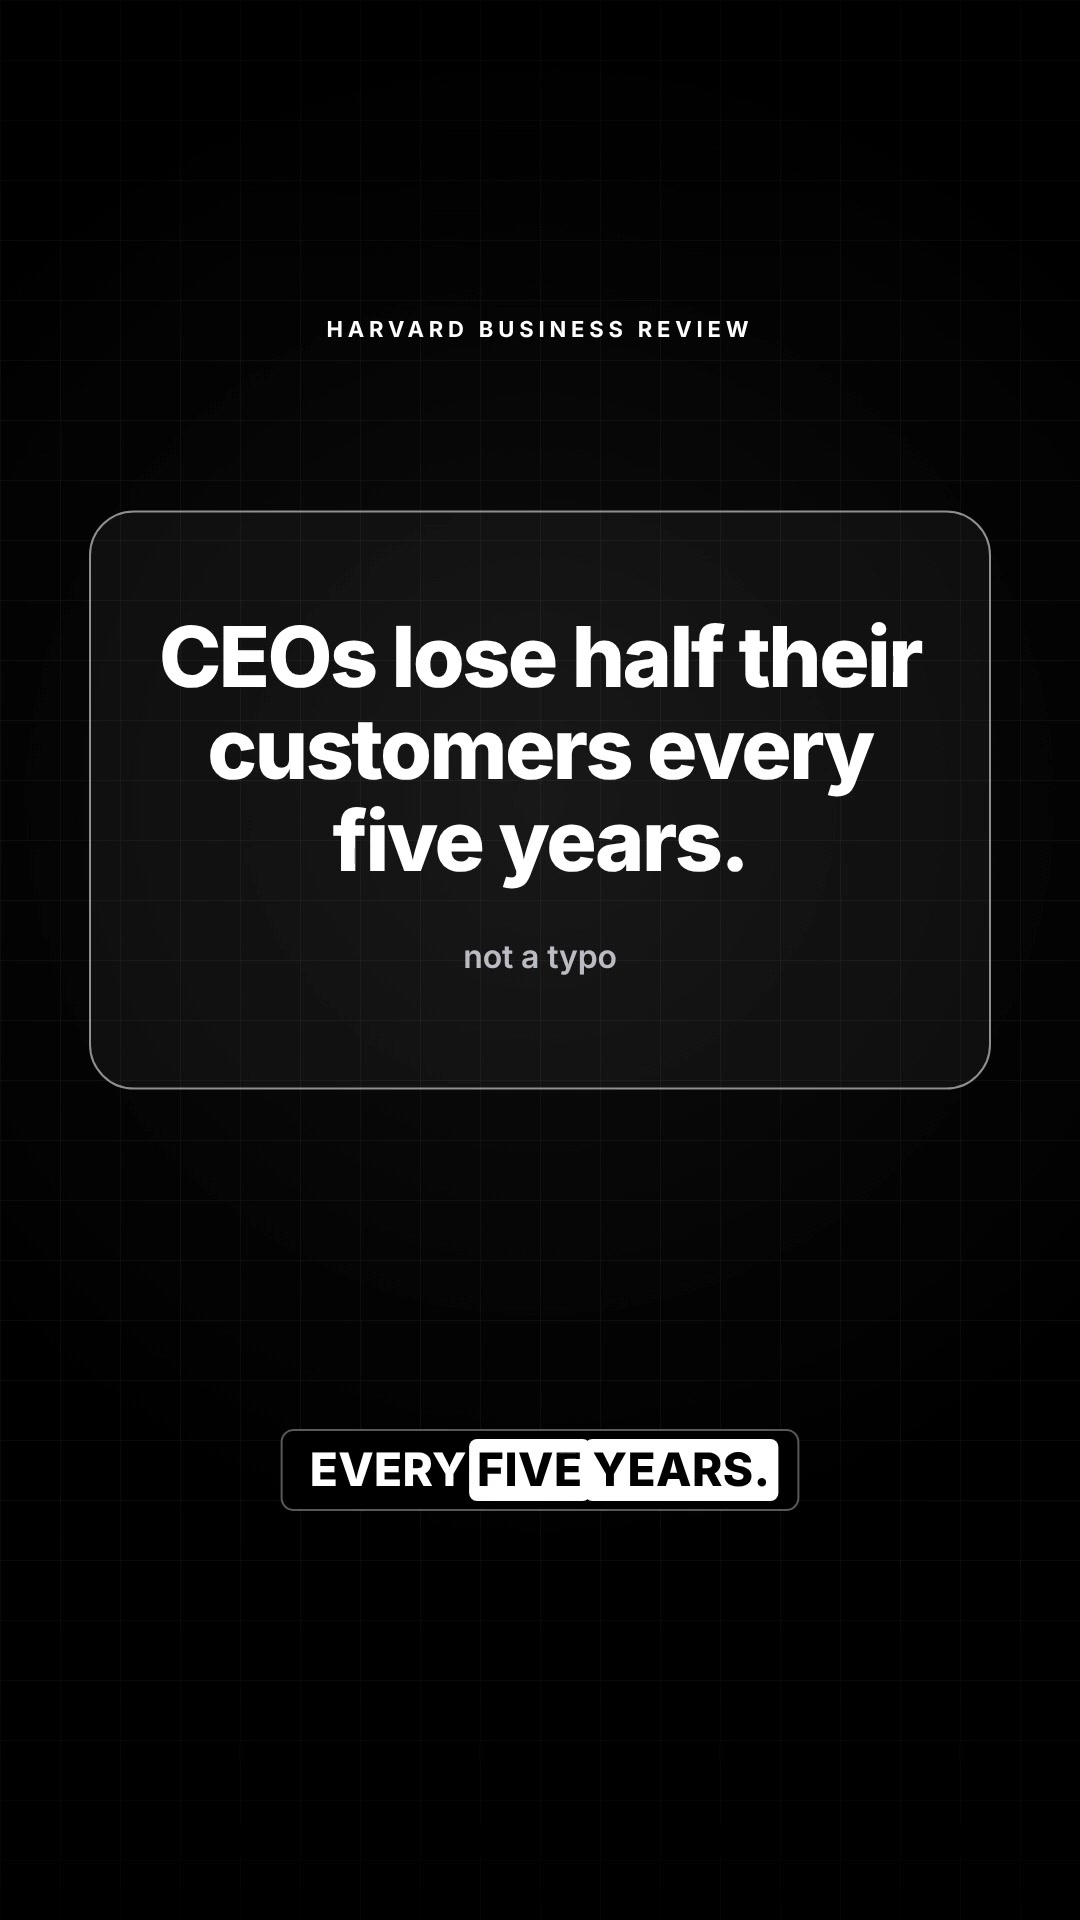 HARVARD BUSINESS REVIEW
CEOs lose half their
customers every
five years.
not a typo
EVERY FIVE YEARS.